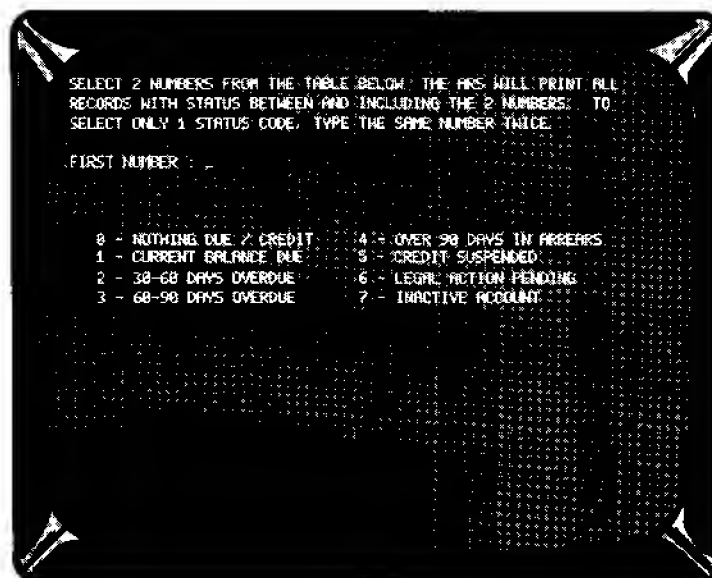 SELECT 2 NUMBERS FROM THE TABLE BELOW. THE ARS WILL PRINT ALL
RECORDS WITH STATUS BETWEEN AND INCLUDING THE 2 NUMBERS. TO
SELECT ONLY 1 STATUS CODE, TYPE THE SAME NUMBER TWICE.
FIRST NUMBER : _
0 - NOTHING DUE / CREDIT 4 - OVER 90 DAYS IN ARREARS
1 - CURRENT BALANCE DUE 5 - CREDIT SUSPENDED
2 - 30-60 DAYS OVERDUE 6 - LEGAL ACTION PENDING
3 - 60-90 DAYS OVERDUE 7 - INACTIVE ACCOUNT